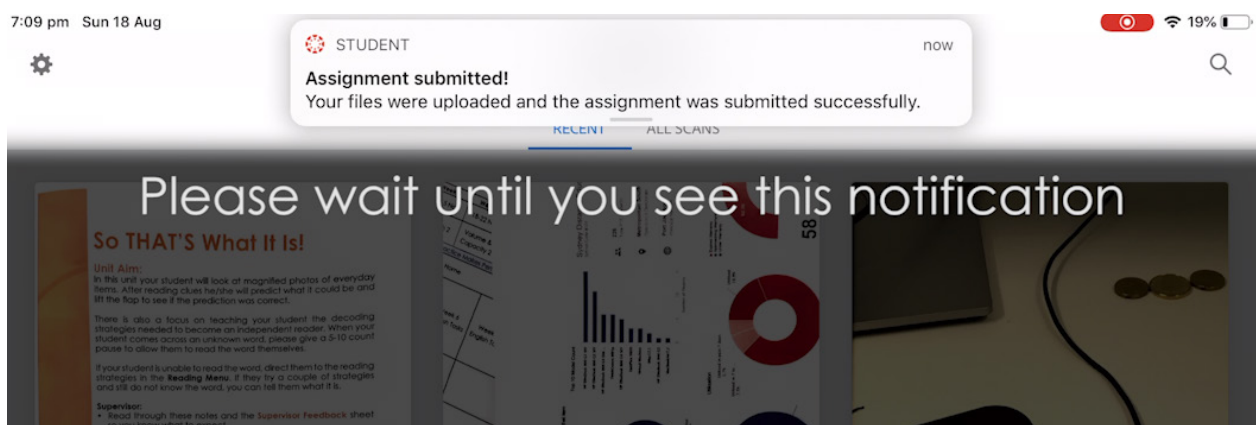 7:09 pm Sun 18 Aug
19%
STUDENT
now
Assignment submitted!
Your files were uploaded and the assignment was submitted successfully.
RECENT ALL SCANS
Please wait until you see this notification
So THAT'S What It Is!
Unit Aim:
In this unit your student will look at magnified photos of everyday
items. After reading clues he/she will predict what it could be and
lift the flap to see if the prediction was correct.
There is also a focus on teaching your student the decoding
strategies needed to become an independent reader. When your
student comes across an unknown word, please give a 5-10 count
pause to allow them to read the word themselves.
If your student is unable to read the word, direct them to the reading
strategies in the Reading Menu. If they try a couple of strategies
and still do not know the word, you can tell them what it is.
Supervisor:
• Read through these notes and the Supervisor Feedback sheet
Volume &
Capacity 2
Home
58